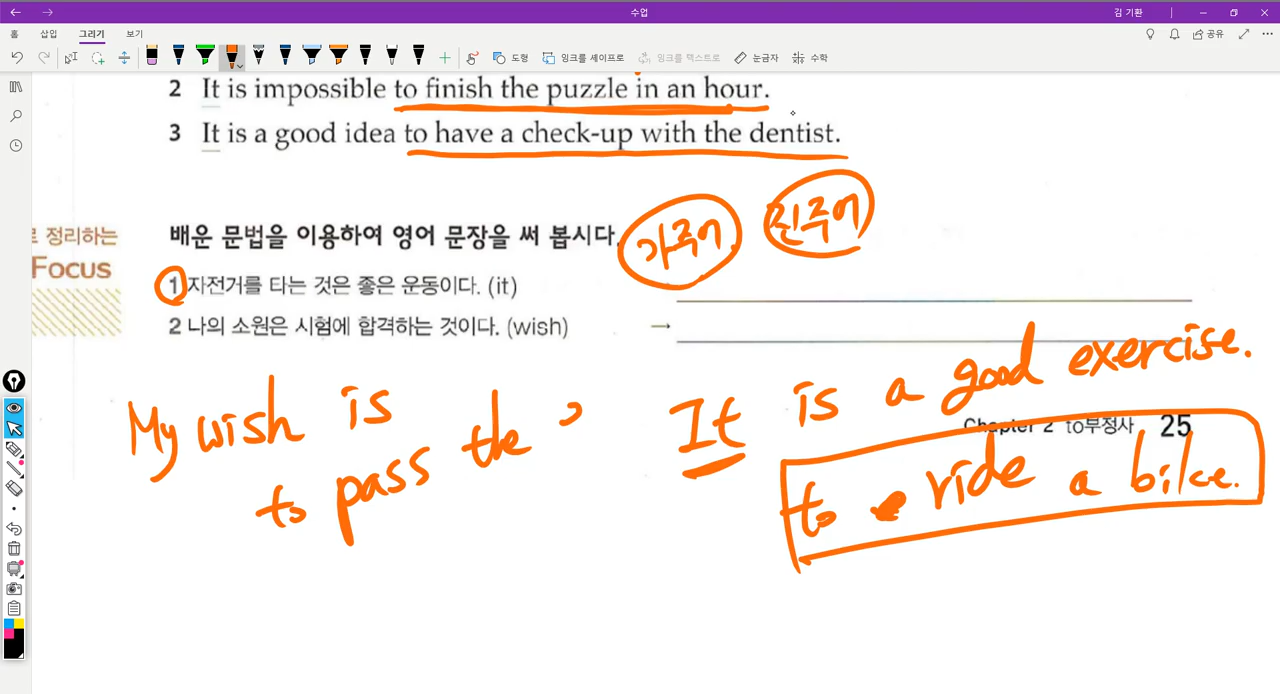 수업
김 기환
홈 삽입 그리기 보기
공유
도형 잉크를 셰이프로 잉크를 텍스트로 눈금자 수학
2 It is impossible to finish the puzzle in an hour.
3 It is a good idea to have a check-up with the dentist.
가주어 진주어
로 정리하는
Focus
배운 문법을 이용하여 영어 문장을 써 봅시다.
1 자전거를 타는 것은 좋은 운동이다. (it)
2 나의 소원은 시험에 합격하는 것이다. (wish) →
My wish is
to pass the
It is a good exercise.
Chapter 2 to부정사 25
to ride a bike.